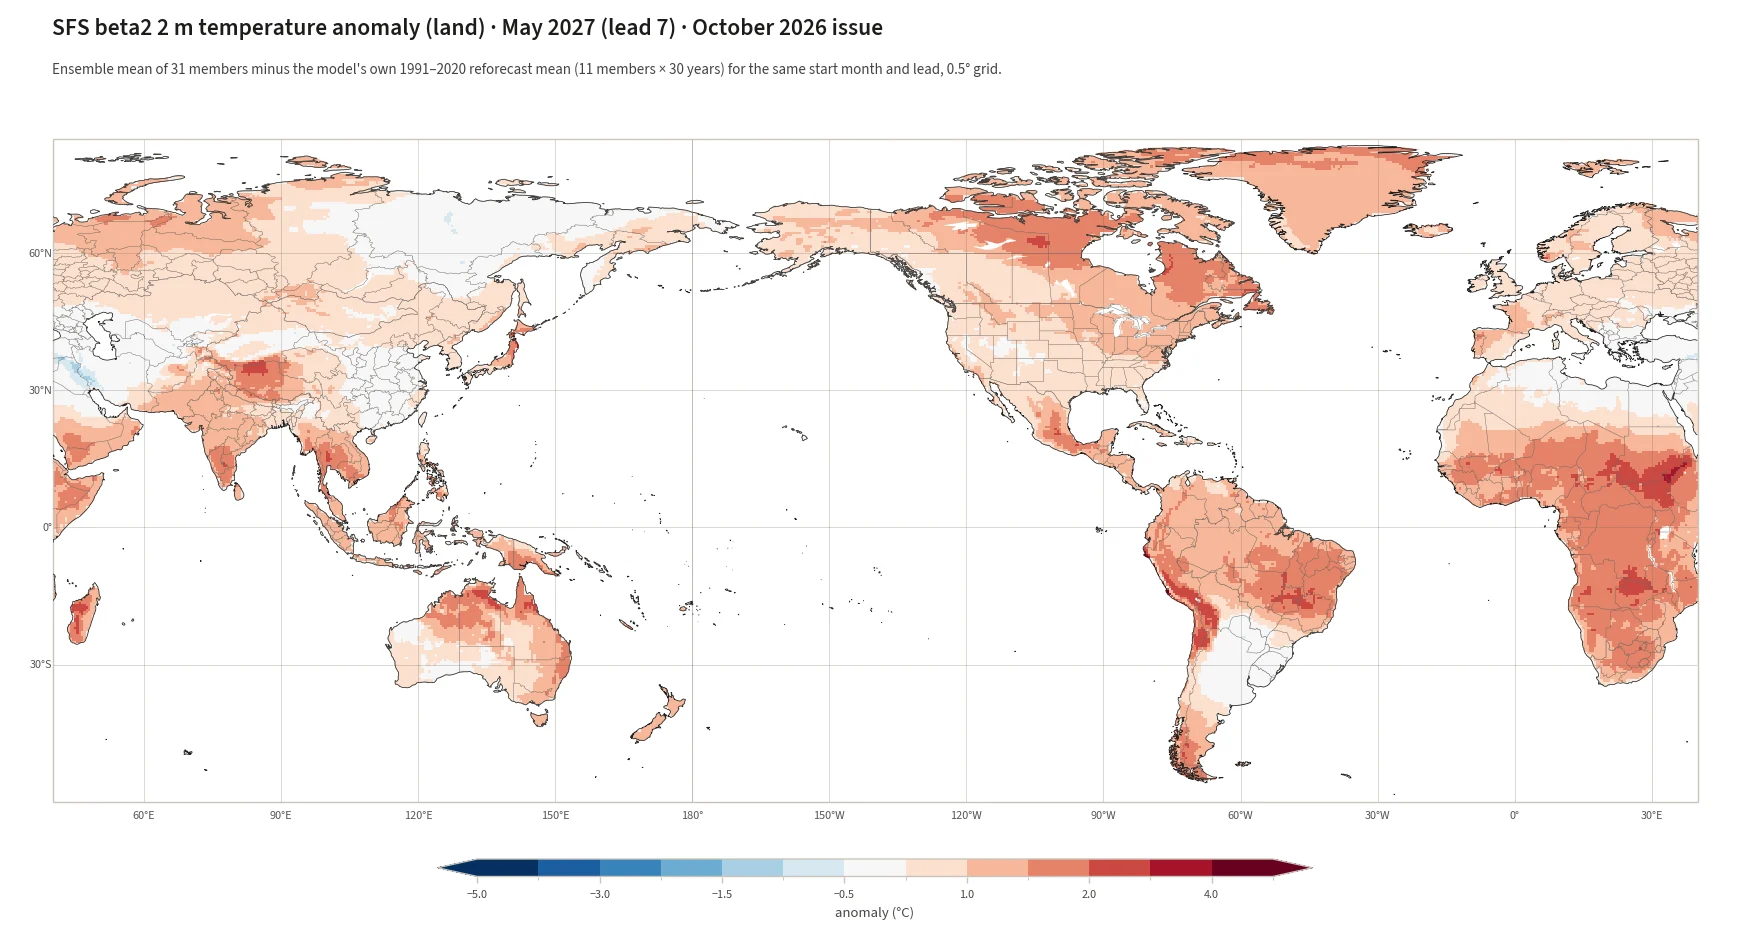 SFS beta2 2 m temperature anomaly (land) · May 2027 (lead 7) · October 2026 issue
Ensemble mean of 31 members minus the model's own 1991–2020 reforecast mean (11 members × 30 years) for the same start month and lead, 0.5° grid.
60°N
30°N
0°
30°S
60°E 90°E 120°E 150°E 180° 150°W 120°W 90°W 60°W 30°W 0° 30°E
−5.0 −3.0 −1.5 −0.5 1.0 2.0 4.0
anomaly (°C)